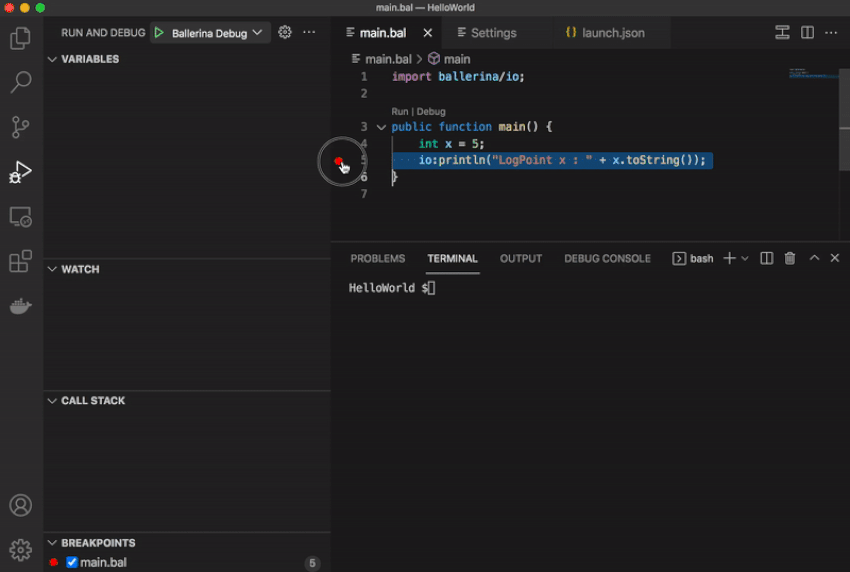 main.bal — HelloWorld
RUN AND DEBUG Ballerina Debug
VARIABLES
WATCH
CALL STACK
BREAKPOINTS
main.bal 5
main.bal Settings {} launch.json
main.bal > main
1 import ballerina/io;
2
Run | Debug
3 public function main() {
4 int x = 5;
5 io:println("LogPoint x : " + x.toString());
6 }
7
PROBLEMS TERMINAL OUTPUT DEBUG CONSOLE bash
HelloWorld $